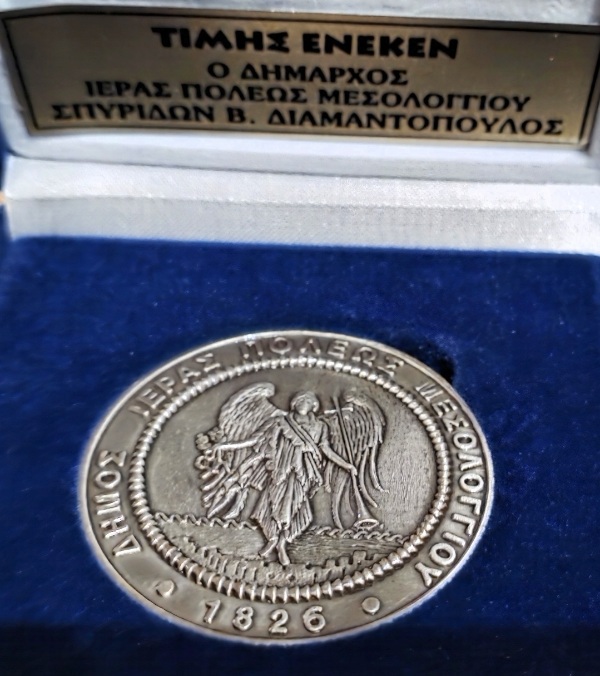 ΤΙΜΗΣ ΕΝΕΚΕΝ
Ο ΔΗΜΑΡΧΟΣ
ΙΕΡΑΣ ΠΟΛΕΩΣ ΜΕΣΟΛΟΓΓΙΟΥ
ΣΠΥΡΙΔΩΝ Β. ΔΙΑΜΑΝΤΟΠΟΥΛΟΣ
ΔΗΜΟΣ ΙΕΡΑΣ ΠΟΛΕΩΣ ΜΕΣΟΛΟΓΓΙΟΥ
1826